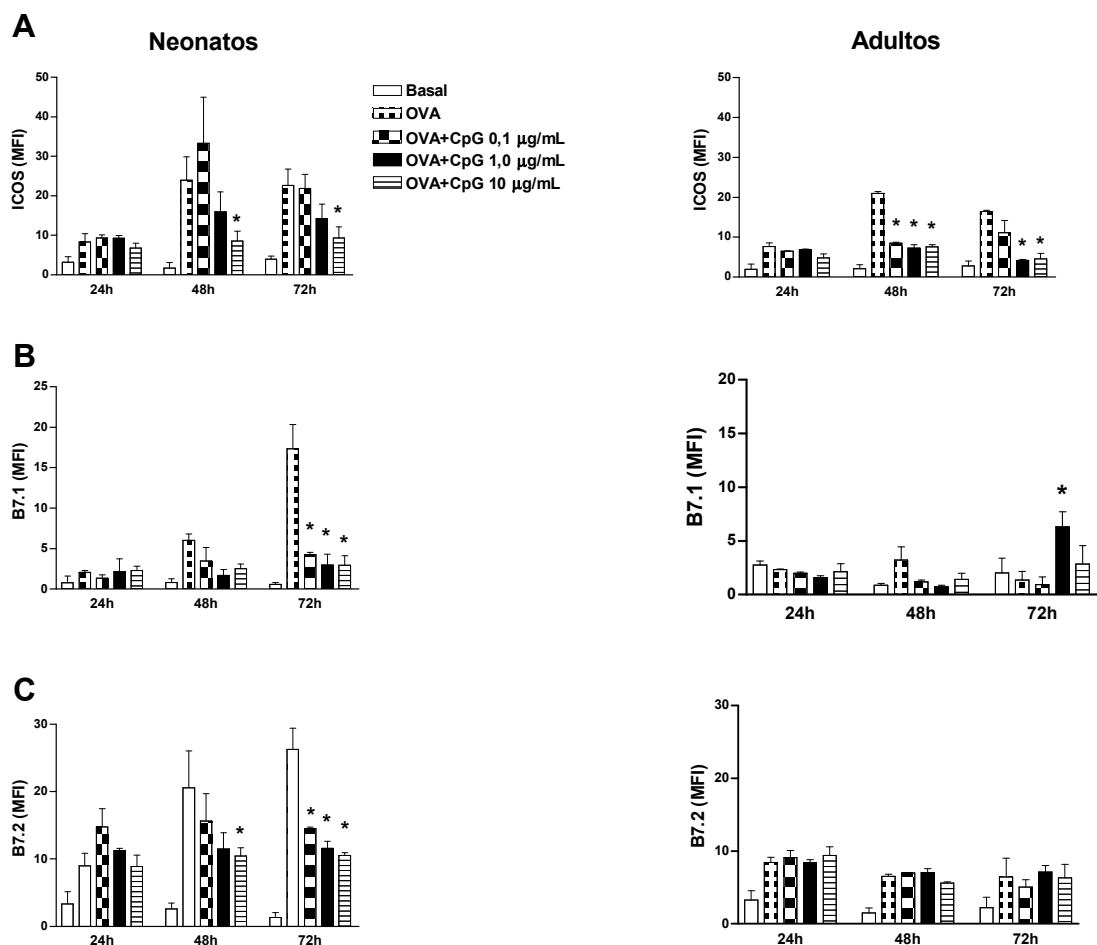 A
Neonatos
Adultos
ICOS (MFI)
50
40
30
20
10
0
24h
48h
*
72h
*
Basal
OVA
OVA+CpG 0,1 µg/mL
OVA+CpG 1,0 µg/mL
OVA+CpG 10 µg/mL
ICOS (MFI)
50
40
30
20
10
0
24h
48h
* * *
72h
* *
B
B7.1 (MFI)
25
20
15
10
5
0
24h
48h
72h
* * *
B7.1 (MFI)
20
15
10
5
0
24h
48h
72h
*
C
B7.2 (MFI)
30
20
10
0
24h
48h
*
72h
* * *
B7.2 (MFI)
30
20
10
0
24h
48h
72h